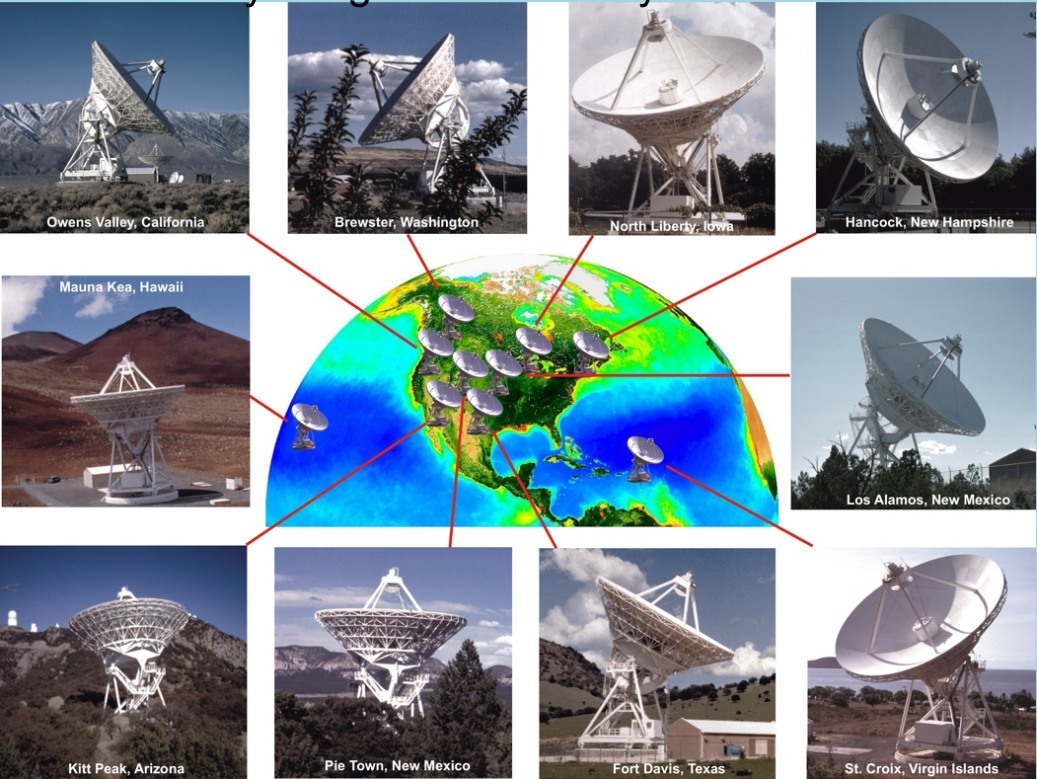 Owens Valley, California
Brewster, Washington
North Liberty, Iowa
Hancock, New Hampshire
Mauna Kea, Hawaii
Los Alamos, New Mexico
Kitt Peak, Arizona
Pie Town, New Mexico
Fort Davis, Texas
St. Croix, Virgin Islands